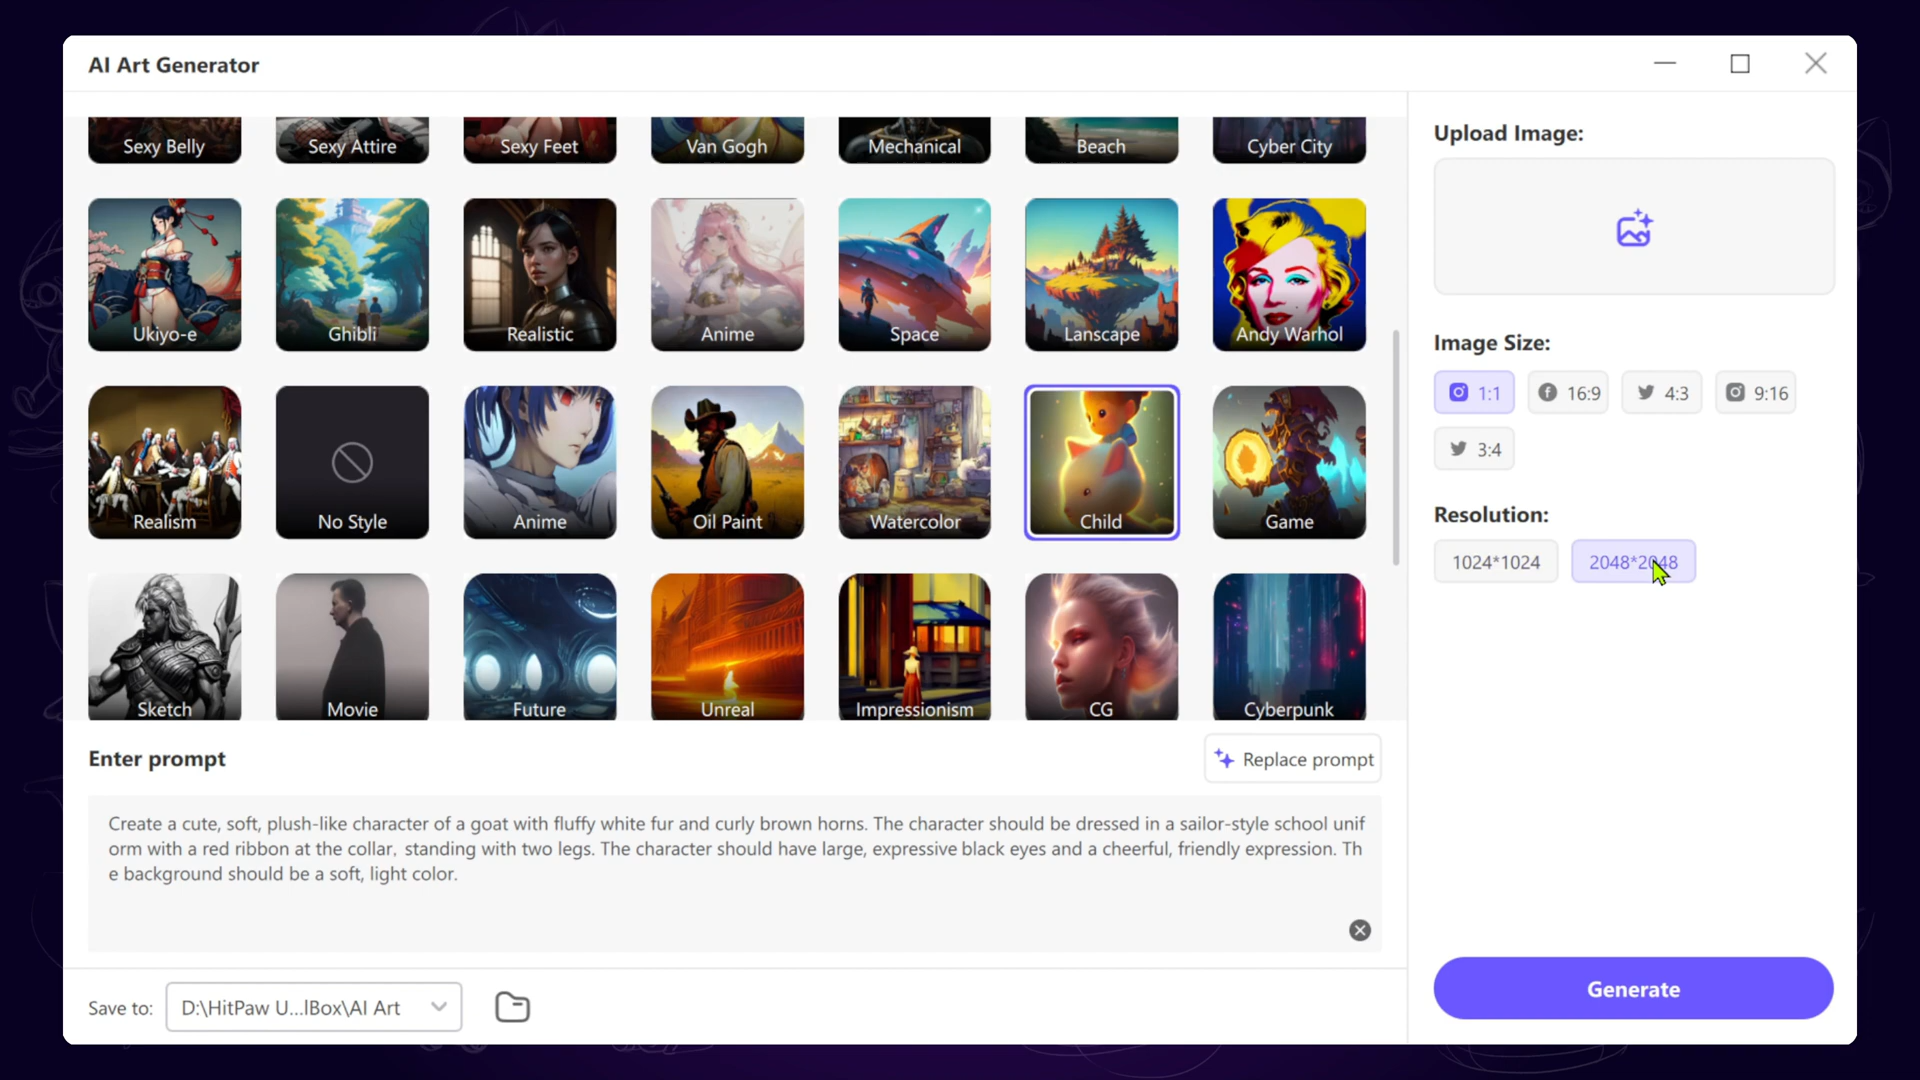 AI Art Generator
Sexy Belly
Sexy Attire
Sexy Feet
Van Gogh
Mechanical
Beach
Cyber City
Ukiyo-e
Ghibli
Realistic
Anime
Space
Lanscape
Andy Warhol
Realism
No Style
Anime
Oil Paint
Watercolor
Child
Game
Sketch
Movie
Future
Unreal
Impressionism
CG
Cyberpunk
Enter prompt
Replace prompt
Create a cute, soft, plush-like character of a goat with fluffy white fur and curly brown horns. The character should be dressed in a sailor-style school unif
orm with a red ribbon at the collar, standing with two legs. The character should have large, expressive black eyes and a cheerful, friendly expression. Th
e background should be a soft, light color.
Save to:
D:\HitPaw U...lBox\AI Art
Upload Image:
Image Size:
1:1
16:9
4:3
9:16
3:4
Resolution:
1024*1024
2048*2048
Generate